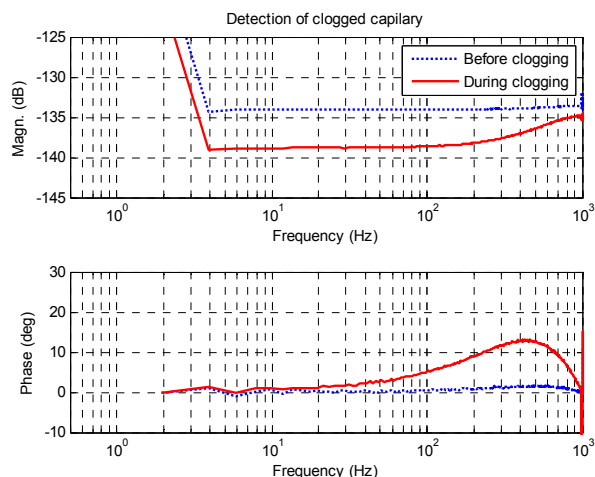 Detection of clogged capilary
-125
-130
-135
-140
-145
Magn. (dB)
Before clogging
During clogging
10^0
10^1
10^2
10^3
Frequency (Hz)
30
20
10
0
-10
Phase (deg)
10^0
10^1
10^2
10^3
Frequency (Hz)